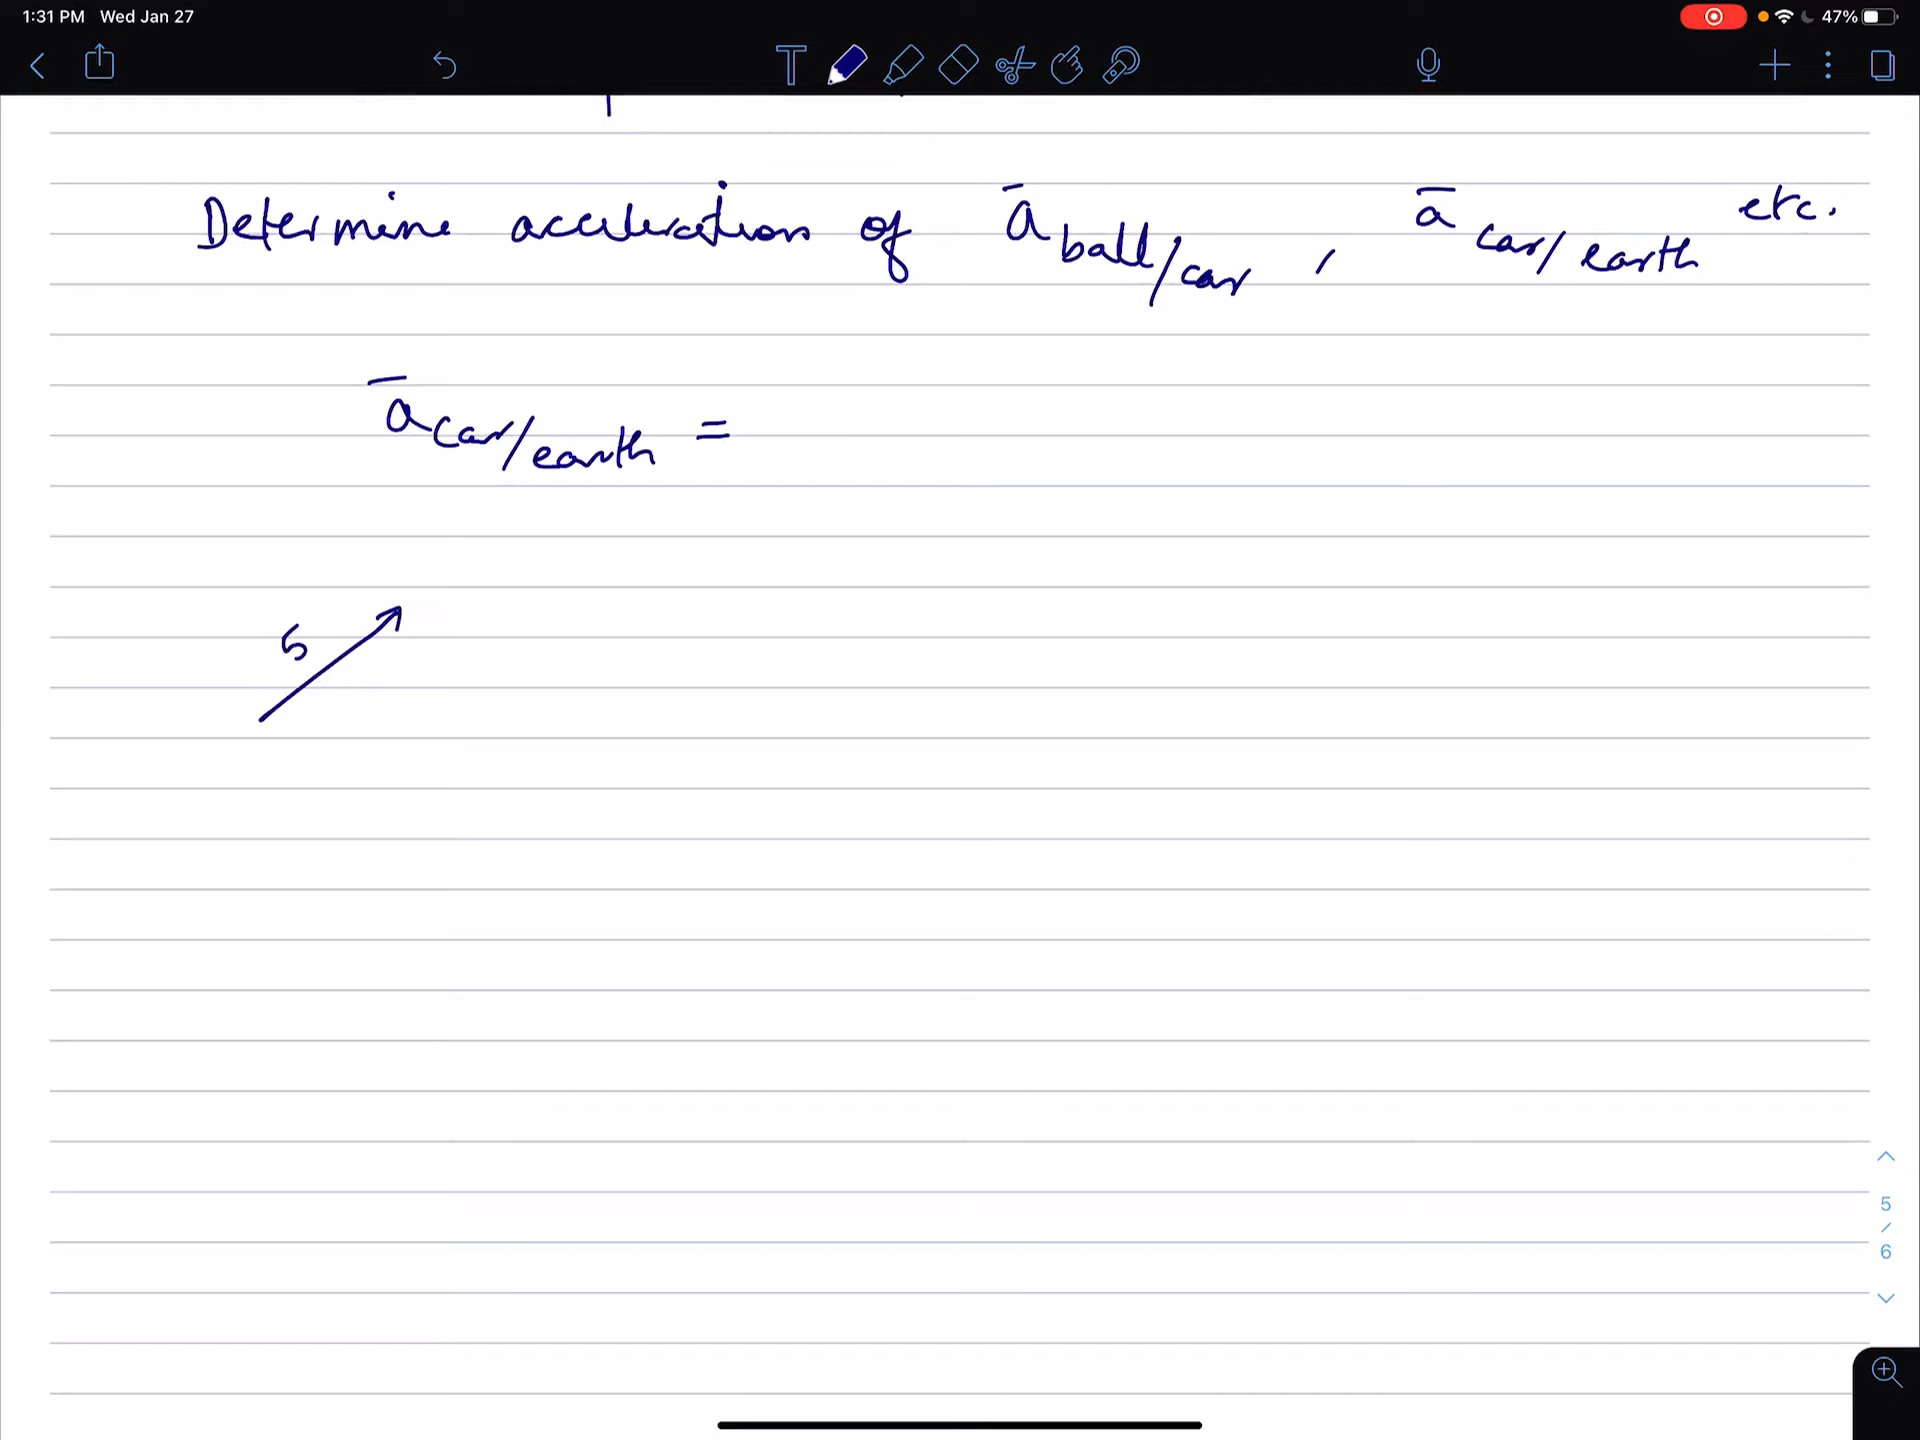 1:31 PM Wed Jan 27
47%
T
Determine acceleration of a̅ ball/car , a̅ car/earth etc.
a̅ car/earth =
5
5
/
6